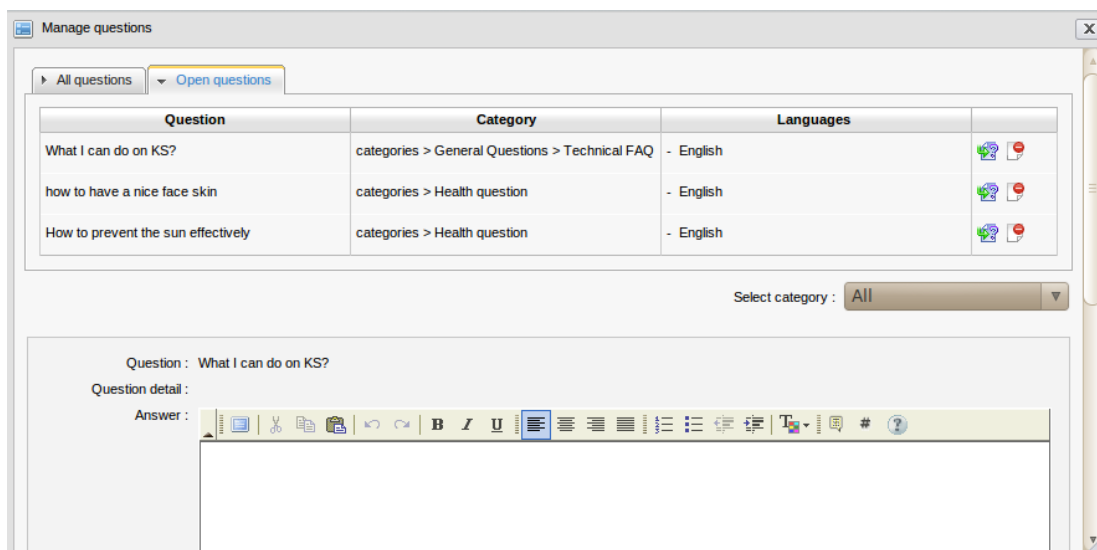 Manage questions
X
All questions Open questions
Question Category Languages
What I can do on KS? categories > General Questions > Technical FAQ - English
how to have a nice face skin categories > Health question - English
How to prevent the sun effectively categories > Health question - English
Select category : All
Question : What I can do on KS?
Question detail :
Answer :
B I U T # ?